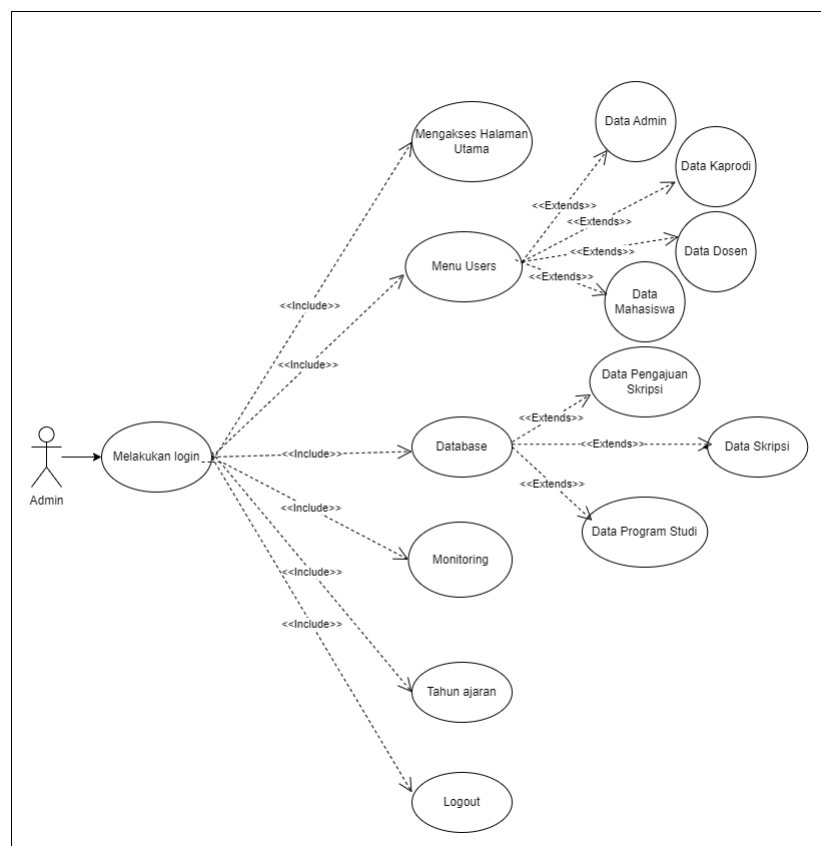 Mengakses Halaman
Utama
Data Admin
Data Kaprodi
<<Extends>>
<<Extends>>
Data Dosen
<<Extends>>
Menu Users
<<Extends>>
Data
Mahasiswa
<<Include>>
<<Include>>
Data Pengajuan
Skripsi
<<Extends>>
Admin
Melakukan login
<<Include>>
Database
<<Extends>>
Data Skripsi
<<Extends>>
<<Include>>
Data Program Studi
Monitoring
<<Include>>
<<Include>>
Tahun ajaran
Logout